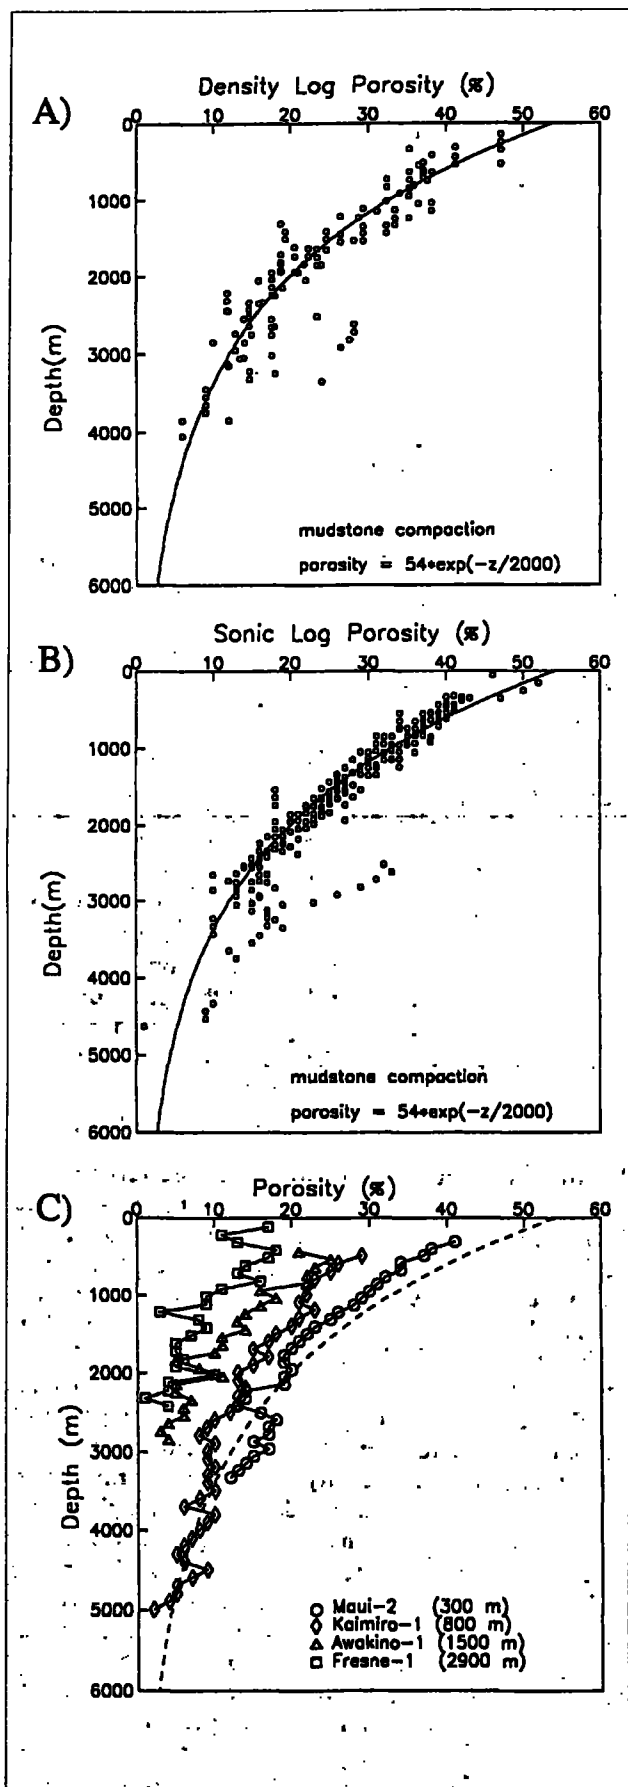 A)
Density Log Porosity (%)
0 10 20 30 40 50 60
0
1000
2000
3000
4000
5000
6000
Depth(m)
mudstone compaction
porosity = 54*exp(-z/2000)
B)
Sonic Log Porosity (%)
0 10 20 30 40 50 60
0
1000
2000
3000
4000
5000
6000
Depth(m)
mudstone compaction
porosity = 54*exp(-z/2000)
C)
Porosity (%)
0 10 20 30 40 50 60
0
1000
2000
3000
4000
5000
6000
Depth (m)
Maui-2 (300 m)
Kaimiro-1 (800 m)
Awakino-1 (1500 m)
Fresne-1 (2900 m)